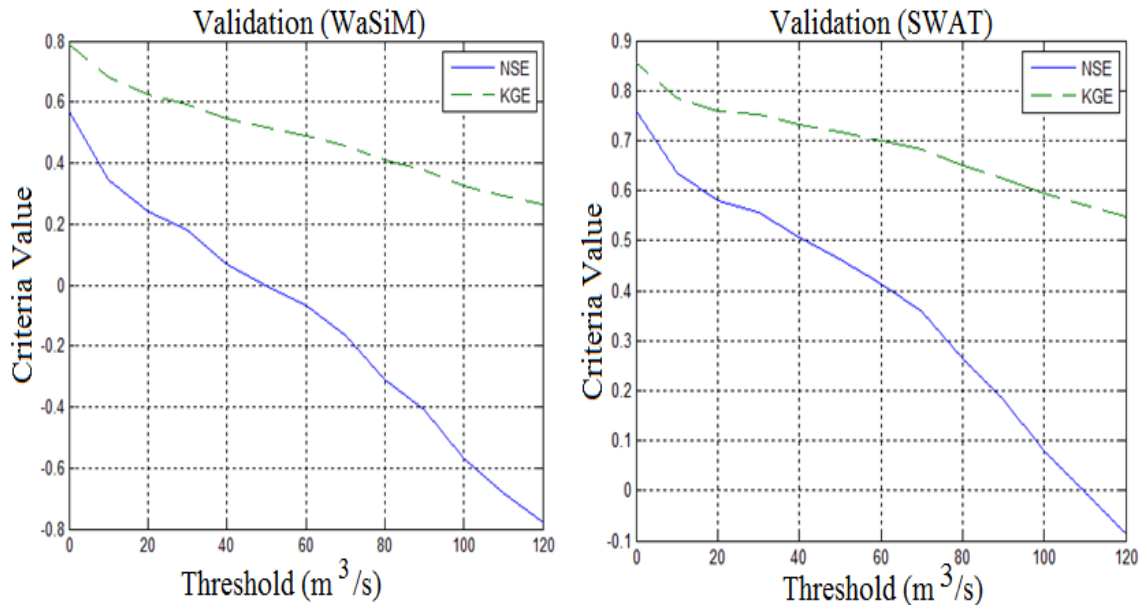 Validation (WaSiM)
0.8
0.6
0.4
0.2
0
-0.2
-0.4
-0.6
-0.8
Criteria Value
NSE
KGE
0 20 40 60 80 100 120
Threshold (m³/s)
Validation (SWAT)
0.9
0.8
0.7
0.6
0.5
0.4
0.3
0.2
0.1
0
-0.1
Criteria Value
NSE
KGE
0 20 40 60 80 100 120
Threshold (m³/s)